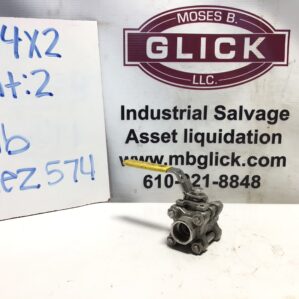 4X2
t:2
b
ez574
MOSES B.
GLICK
LLC.
Industrial Salvage
Asset liquidation
www.mbglick.com